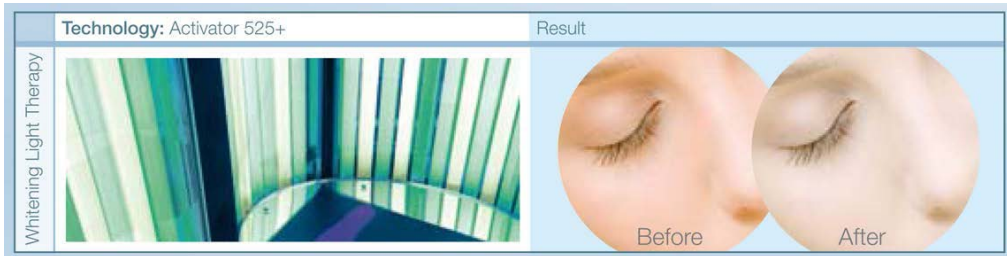 Technology: Activator 525+
Result
Whitening Light Therapy
Before
After